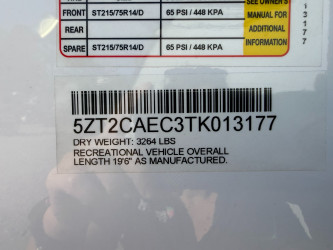 SEE OWNER'S
FRONT ST215/75R14/D 65 PSI / 448 KPA MANUAL FOR
REAR ADDITIONAL
SPARE ST215/75R14/D 65 PSI / 448 KPA INFORMATION
13177
5ZT2CAEC3TK013177
DRY WEIGHT: 3264 LBS
RECREATIONAL VEHICLE OVERALL
LENGTH 19'6" AS MANUFACTURED.